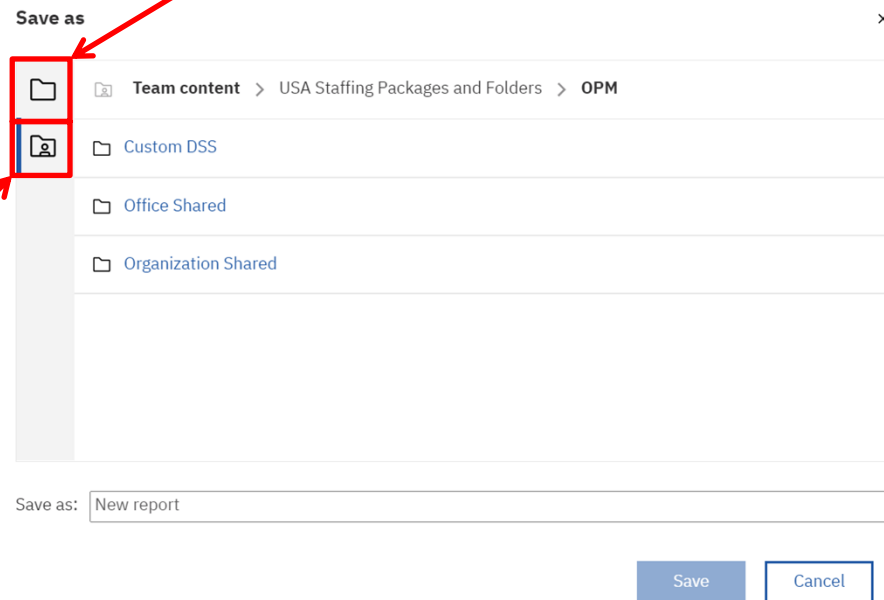 Save as
Team content > USA Staffing Packages and Folders > OPM
Custom DSS
Office Shared
Organization Shared
Save as: New report
Save Cancel